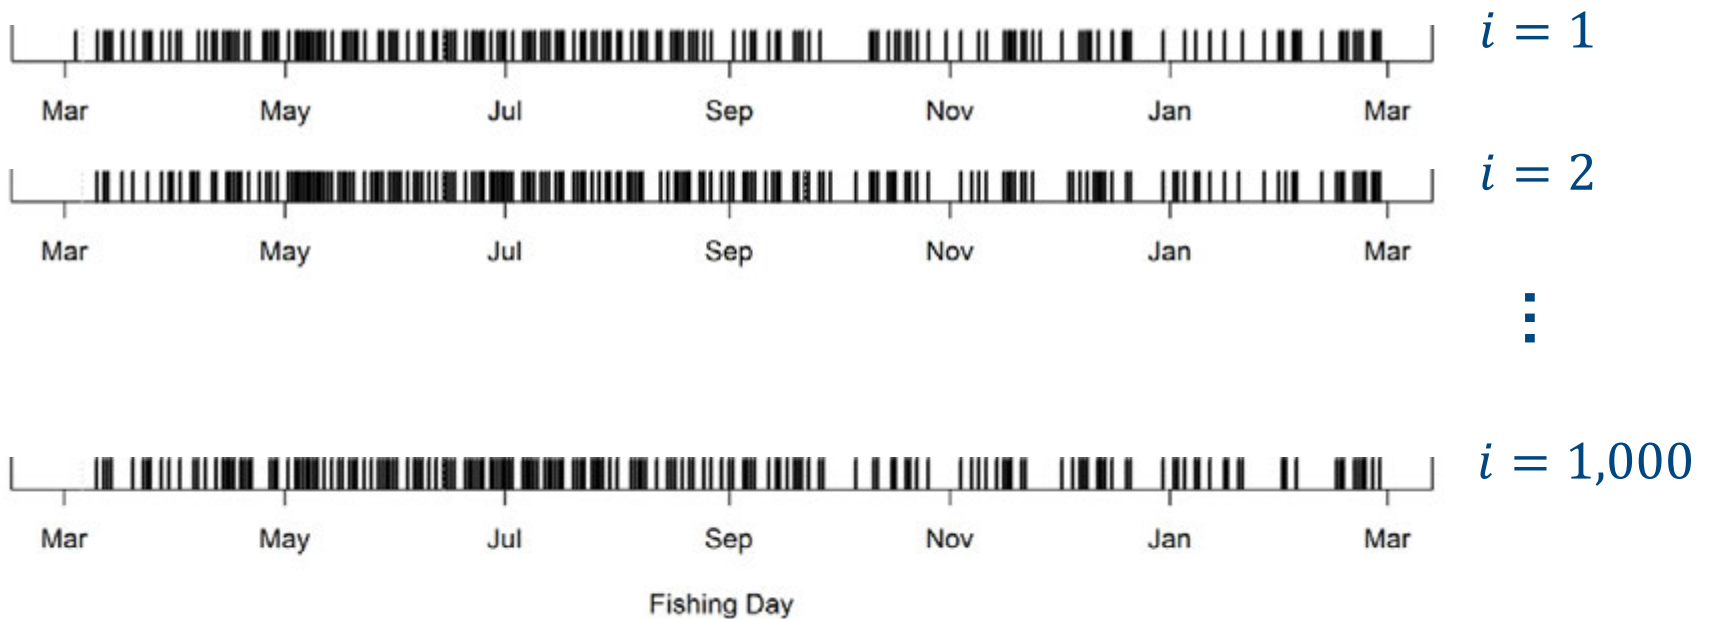 i = 1
Mar May Jul Sep Nov Jan Mar
i = 2
Mar May Jul Sep Nov Jan Mar
⋮
i = 1,000
Mar May Jul Sep Nov Jan Mar
Fishing Day